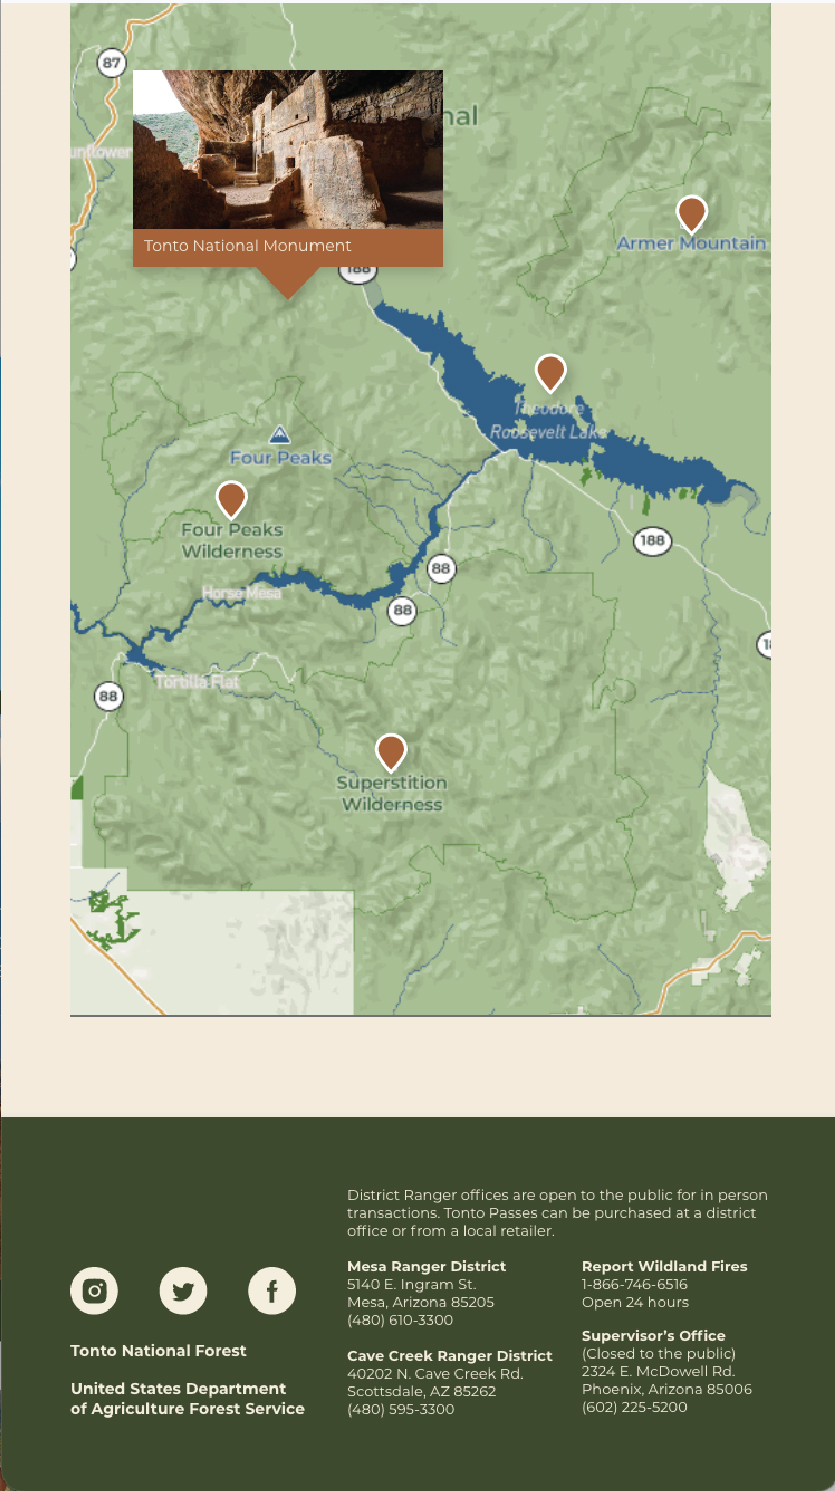 87
nal
unflower
Tonto National Monument
188
Armer Mountain
Theodore
Roosevelt Lake
Four Peaks
Four Peaks
Wilderness
188
88
Horse Mesa
88
Tortilla Flat
88
Superstition
Wilderness
District Ranger offices are open to the public for in person
transactions. Tonto Passes can be purchased at a district
office or from a local retailer.
Mesa Ranger District
5140 E. Ingram St.
Mesa, Arizona 85205
(480) 610-3300
Cave Creek Ranger District
40202 N. Cave Creek Rd.
Scottsdale, AZ 85262
(480) 595-3300
Report Wildland Fires
1-866-746-6516
Open 24 hours
Supervisor's Office
(Closed to the public)
2324 E. McDowell Rd.
Phoenix, Arizona 85006
(602) 225-5200
Tonto National Forest
United States Department
of Agriculture Forest Service